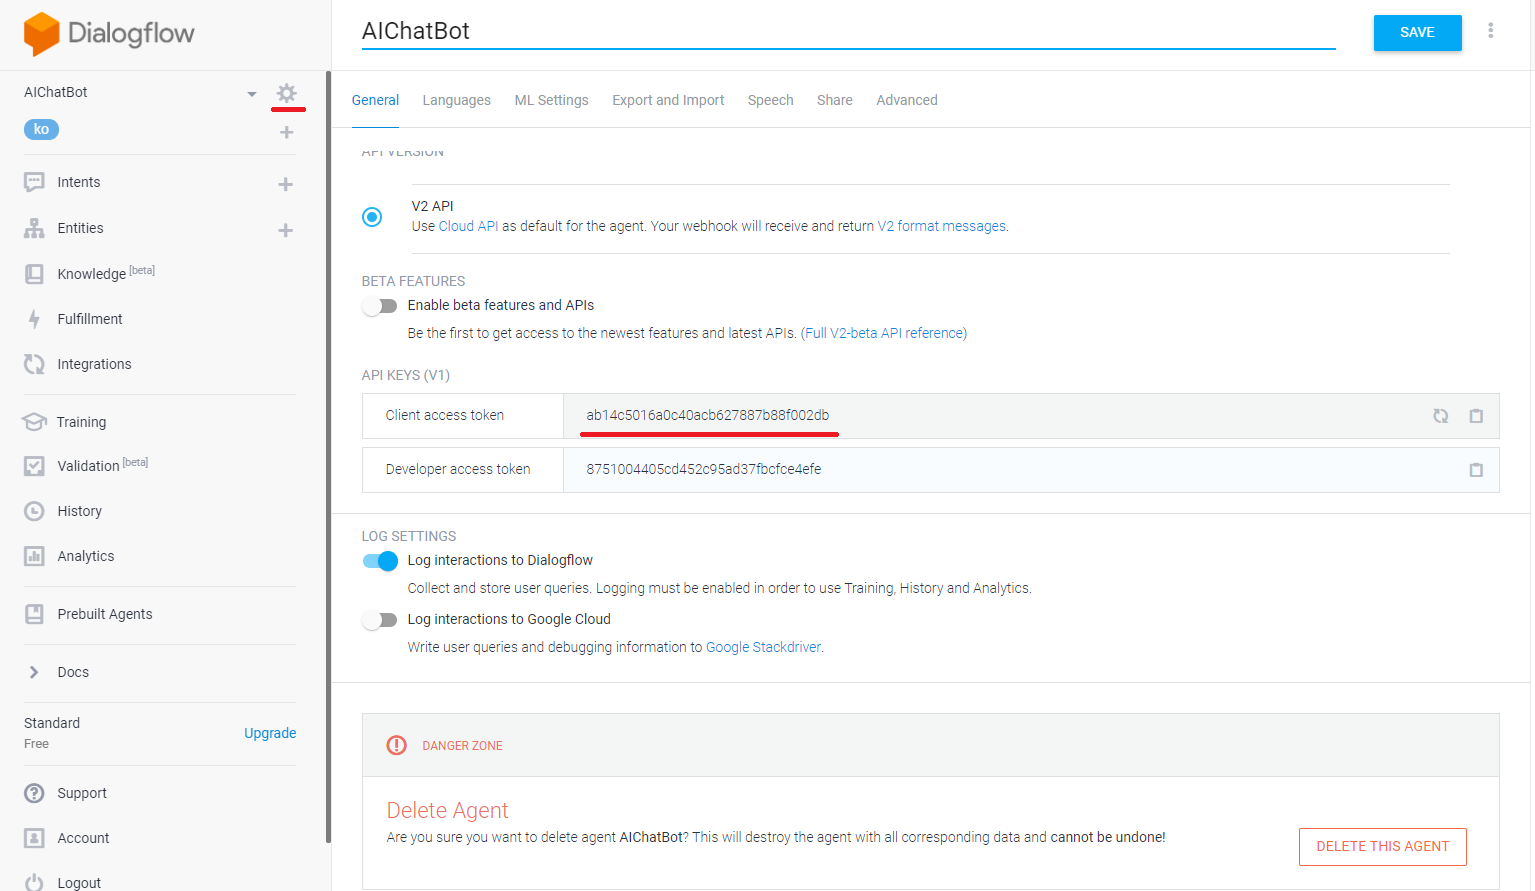 Dialogflow
AIChatBot
ko
Intents
Entities
Knowledge [beta]
Fulfillment
Integrations
Training
Validation [beta]
History
Analytics
Prebuilt Agents
Docs
Standard
Free
Upgrade
Support
Account
Logout
AIChatBot
SAVE
General Languages ML Settings Export and Import Speech Share Advanced
API VERSION
V2 API
Use Cloud API as default for the agent. Your webhook will receive and return V2 format messages.
BETA FEATURES
Enable beta features and APIs
Be the first to get access to the newest features and latest APIs. (Full V2-beta API reference)
API KEYS (V1)
Client access token ab14c5016a0c40acb627887b88f002db
Developer access token 8751004405cd452c95ad37fbcfce4efe
LOG SETTINGS
Log interactions to Dialogflow
Collect and store user queries. Logging must be enabled in order to use Training, History and Analytics.
Log interactions to Google Cloud
Write user queries and debugging information to Google Stackdriver.
DANGER ZONE
Delete Agent
Are you sure you want to delete agent AIChatBot? This will destroy the agent with all corresponding data and cannot be undone!
DELETE THIS AGENT